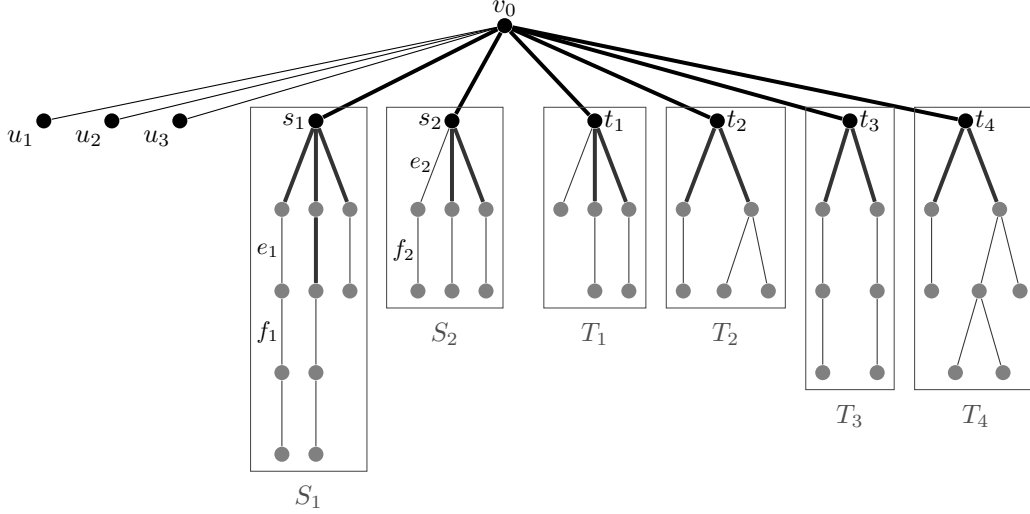 v₀
u₁ u₂ u₃ s₁ s₂ t₁ t₂ t₃ t₄
e₂
e₁ f₂
f₁
S₂ T₁ T₂
T₃ T₄
S₁